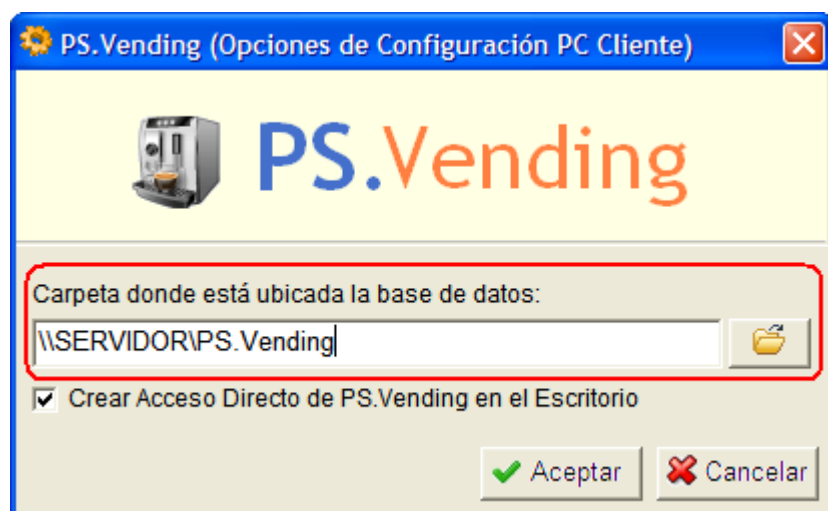 PS.Vending (Opciones de Configuración PC Cliente)
PS.Vending
Carpeta donde está ubicada la base de datos:
\\SERVIDOR\PS.Vending
Crear Acceso Directo de PS.Vending en el Escritorio
Aceptar Cancelar